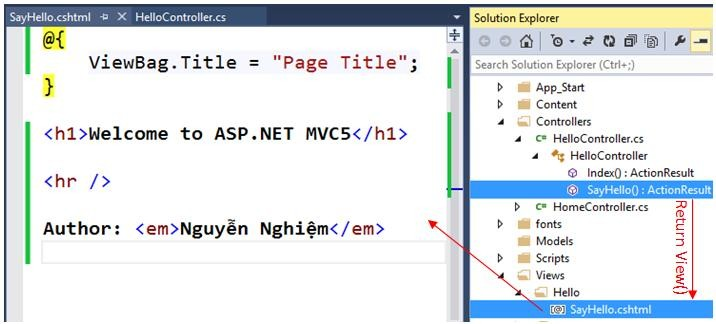 SayHello.cshtml
HelloController.cs
@{
ViewBag.Title = "Page Title";
}
<h1>Welcome to ASP.NET MVC5</h1>
<hr />
Author: <em>Nguyễn Nghiệm</em>
Solution Explorer
Search Solution Explorer (Ctrl+;)
App_Start
Content
Controllers
C# HelloController.cs
HelloController
Index() : ActionResult
SayHello() : ActionResult
C# HomeController.cs
fonts
Models
Scripts
Views
Hello
[@] SayHello.cshtml
Return View()